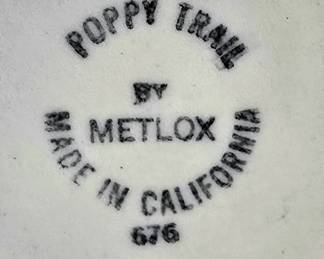 POPPY TRAIL
BY
METLOX
MADE IN CALIFORNIA
676